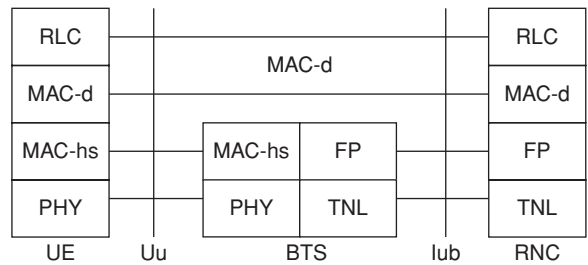 RLC RLC
MAC-d
MAC-d MAC-d
MAC-hs MAC-hs FP FP
PHY PHY TNL TNL
UE Uu BTS Iub RNC